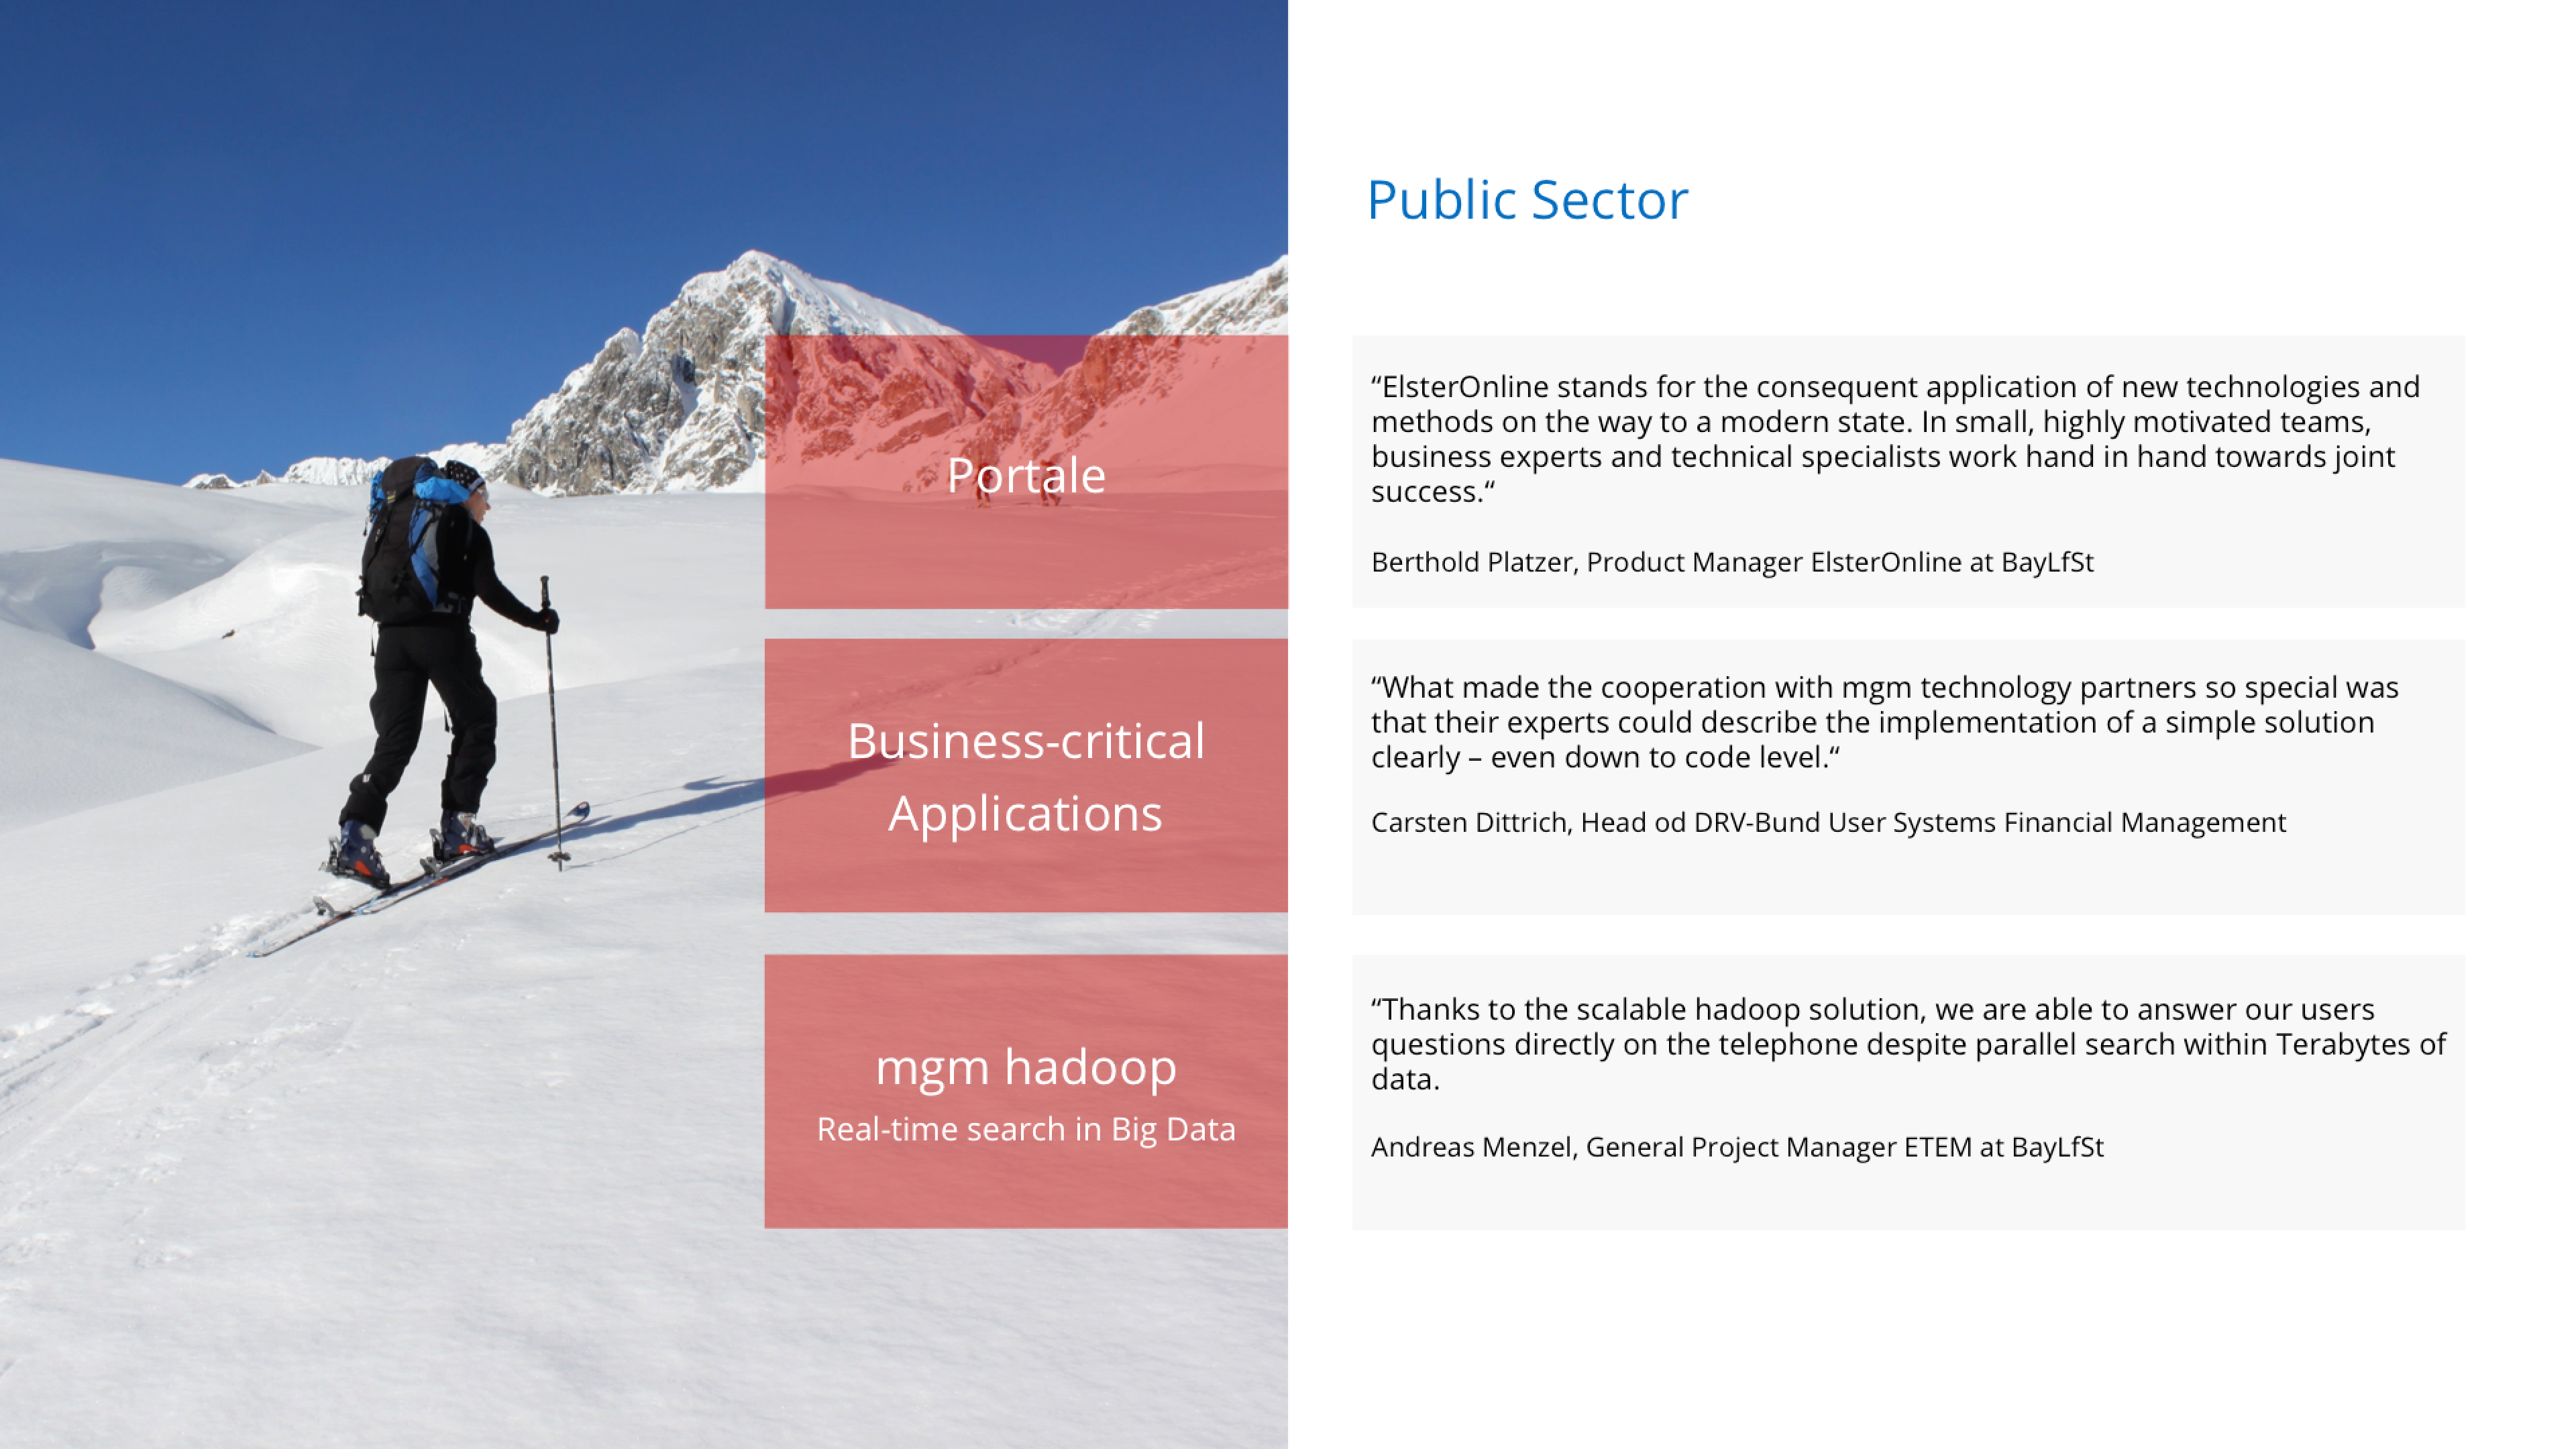 Public Sector
Portale
“ElsterOnline stands for the consequent application of new technologies and
methods on the way to a modern state. In small, highly motivated teams,
business experts and technical specialists work hand in hand towards joint
success.“
Berthold Platzer, Product Manager ElsterOnline at BayLfSt
Business-critical
Applications
“What made the cooperation with mgm technology partners so special was
that their experts could describe the implementation of a simple solution
clearly – even down to code level.“
Carsten Dittrich, Head od DRV-Bund User Systems Financial Management
mgm hadoop
Real-time search in Big Data
“Thanks to the scalable hadoop solution, we are able to answer our users
questions directly on the telephone despite parallel search within Terabytes of
data.
Andreas Menzel, General Project Manager ETEM at BayLfSt